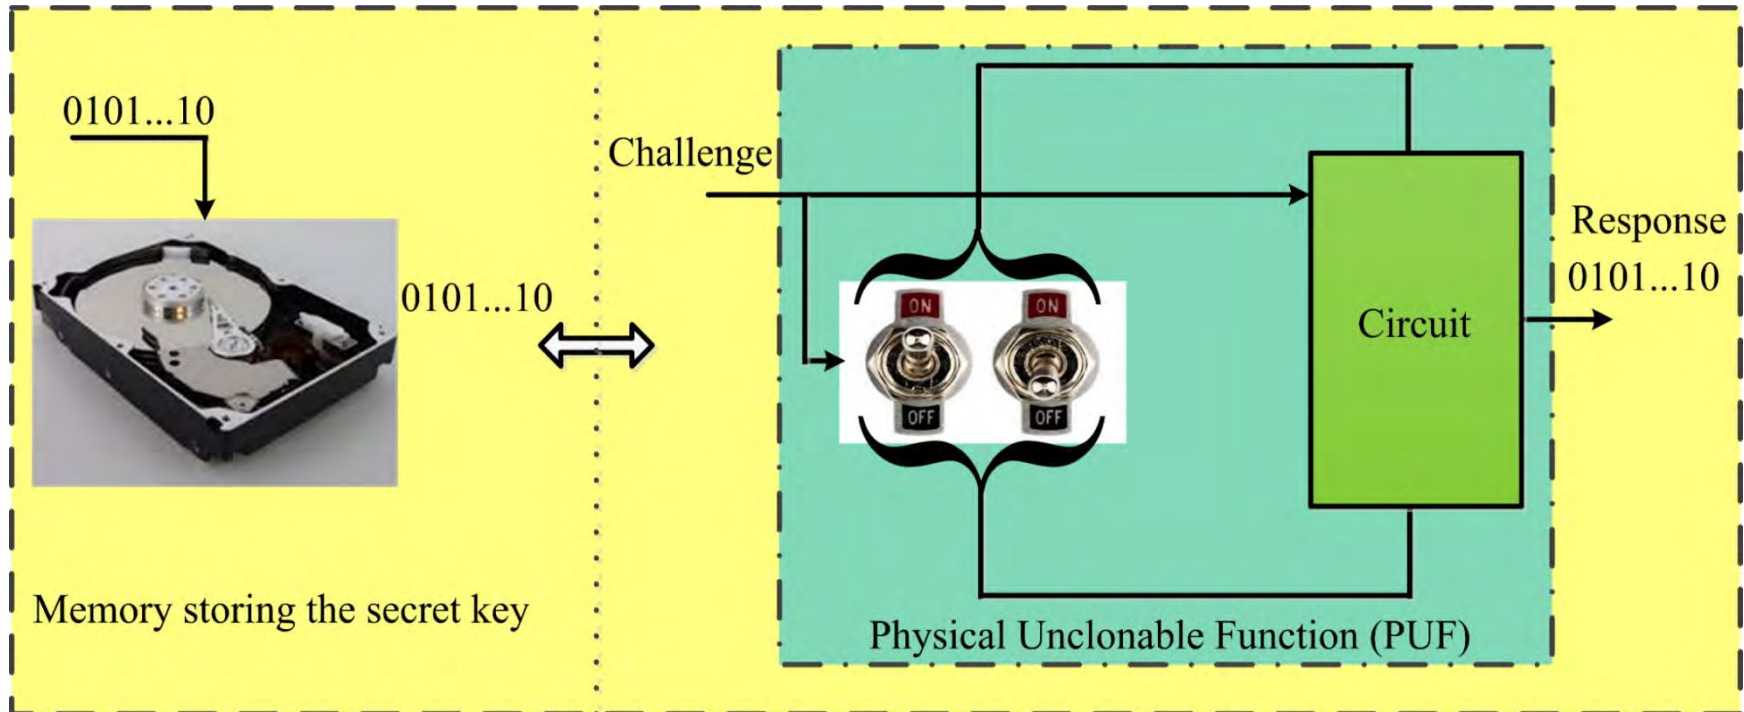 0101...10
0101...10
Memory storing the secret key
Challenge
ON
ON
OFF
OFF
Circuit
Response
0101...10
Physical Unclonable Function (PUF)